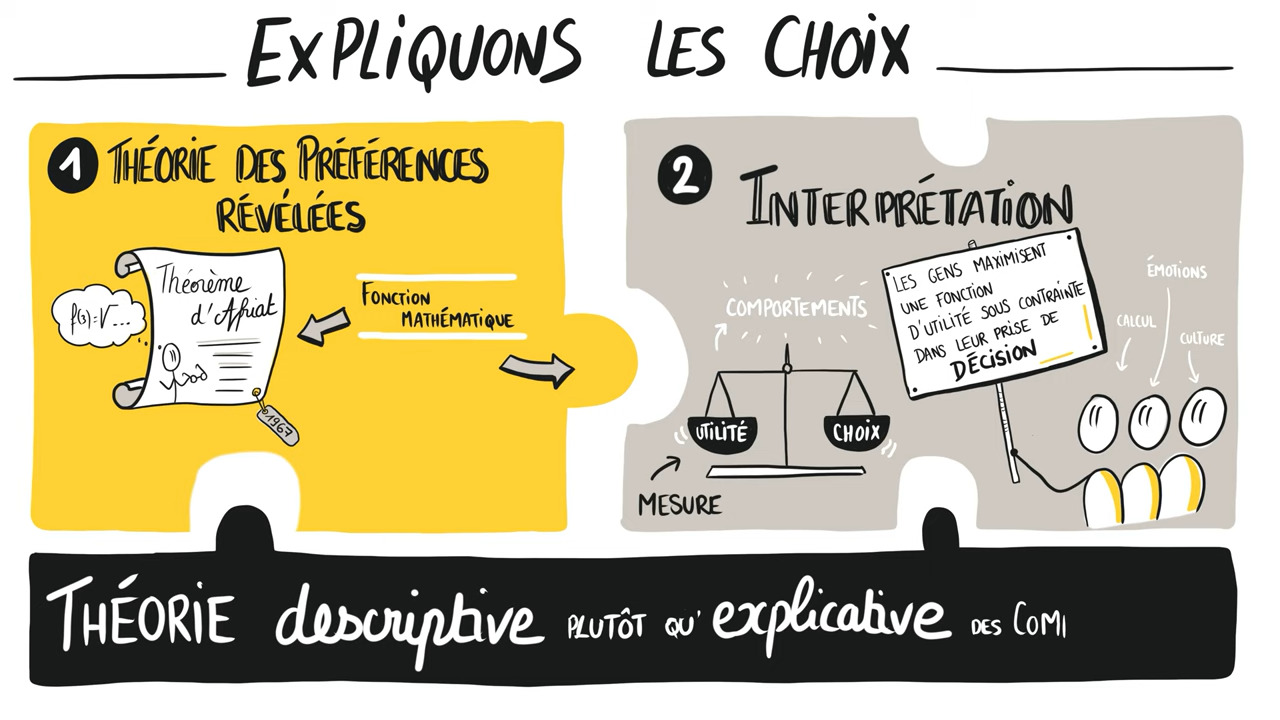 EXPLIQUONS LES CHOIX
1 THÉORIE DES PRÉFÉRENCES
RÉVÉLÉES
Théorème
d'Afriat
f(3)=√...
1967
FONCTION
MATHÉMATIQUE
2 INTERPRÉTATION
COMPORTEMENTS
UTILITÉ
CHOIX
MESURE
LES GENS MAXIMISENT
UNE FONCTION
D'UTILITÉ SOUS CONTRAINTE
DANS LEUR PRISE DE
DÉCISION
ÉMOTIONS
CALCUL
CULTURE
THÉORIE descriptive PLUTÔT QU'explicative DES COMI